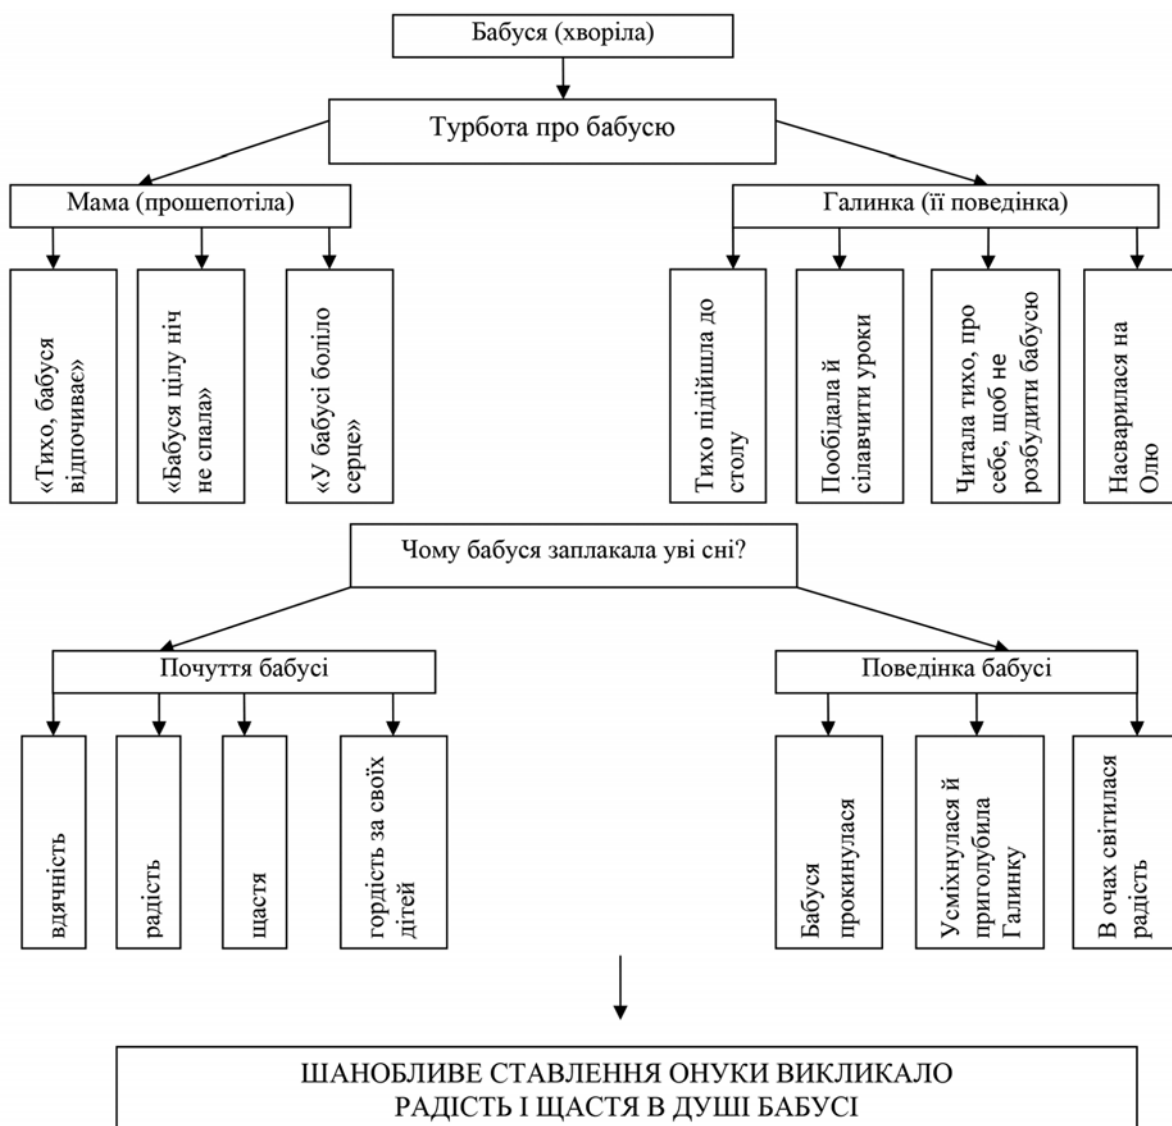 Бабуся (хворіла)
Турбота про бабусю
Мама (прошепотіла)
Галинка (її поведінка)
«Тихо, бабуся
відпочиває»
«Бабуся цілу ніч
не спала»
«У бабусі боліло
серце»
Тихо підійшла до
столу
Пообідала й
сілавчити уроки
Читала тихо, про
себе, щоб не
розбудити бабусю
Насварилася на
Олю
Чому бабуся заплакала уві сні?
Почуття бабусі
Поведінка бабусі
вдячність
радість
щастя
гордість за своїх
дітей
Бабуся
прокинулася
Усміхнулася й
приголубила
Галинку
В очах світилася
радість
ШАНОБЛИВЕ СТАВЛЕННЯ ОНУКИ ВИКЛИКАЛО
РАДІСТЬ І ЩАСТЯ В ДУШІ БАБУСІ